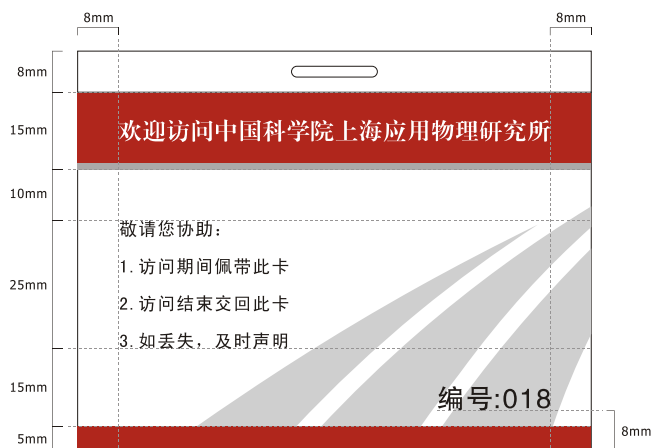 8mm 8mm
8mm
15mm
欢迎访问中国科学院上海应用物理研究所
10mm
敬请您协助:
25mm
1.访问期间佩带此卡
2.访问结束交回此卡
3.如丢失,及时声明
15mm
编号:018
5mm
8mm